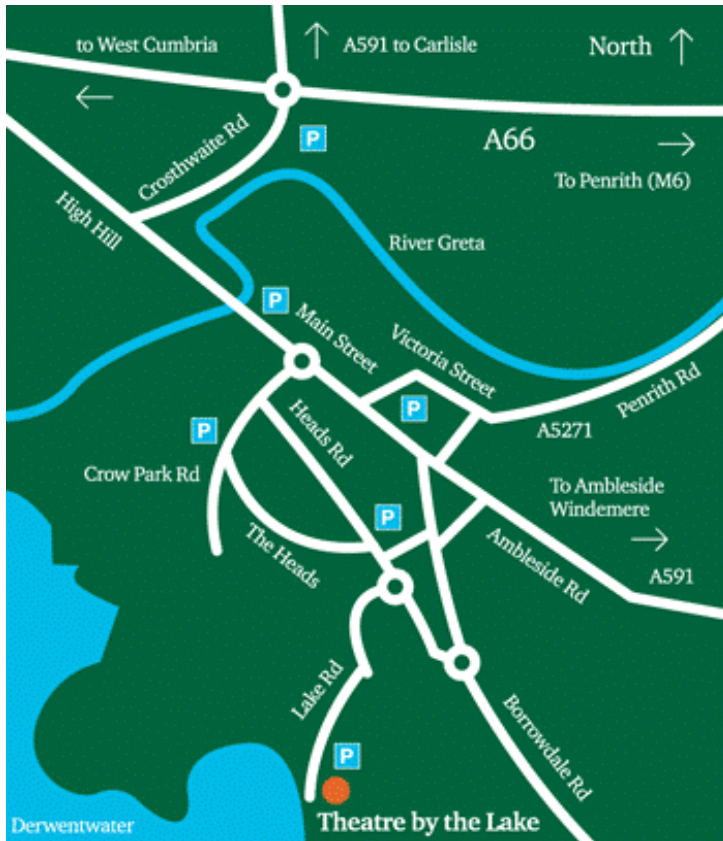 to West Cumbria
A591 to Carlisle
North
P
Crosthwaite Rd
A66
To Penrith (M6)
High Hill
River Greta
P
Main Street
Victoria Street
Penrith Rd
P
P
Heads Rd
A5271
Crow Park Rd
To Ambleside
Windemere
P
The Heads
Ambleside Rd
A591
Lake Rd
Borrowdale Rd
P
Theatre by the Lake
Derwentwater